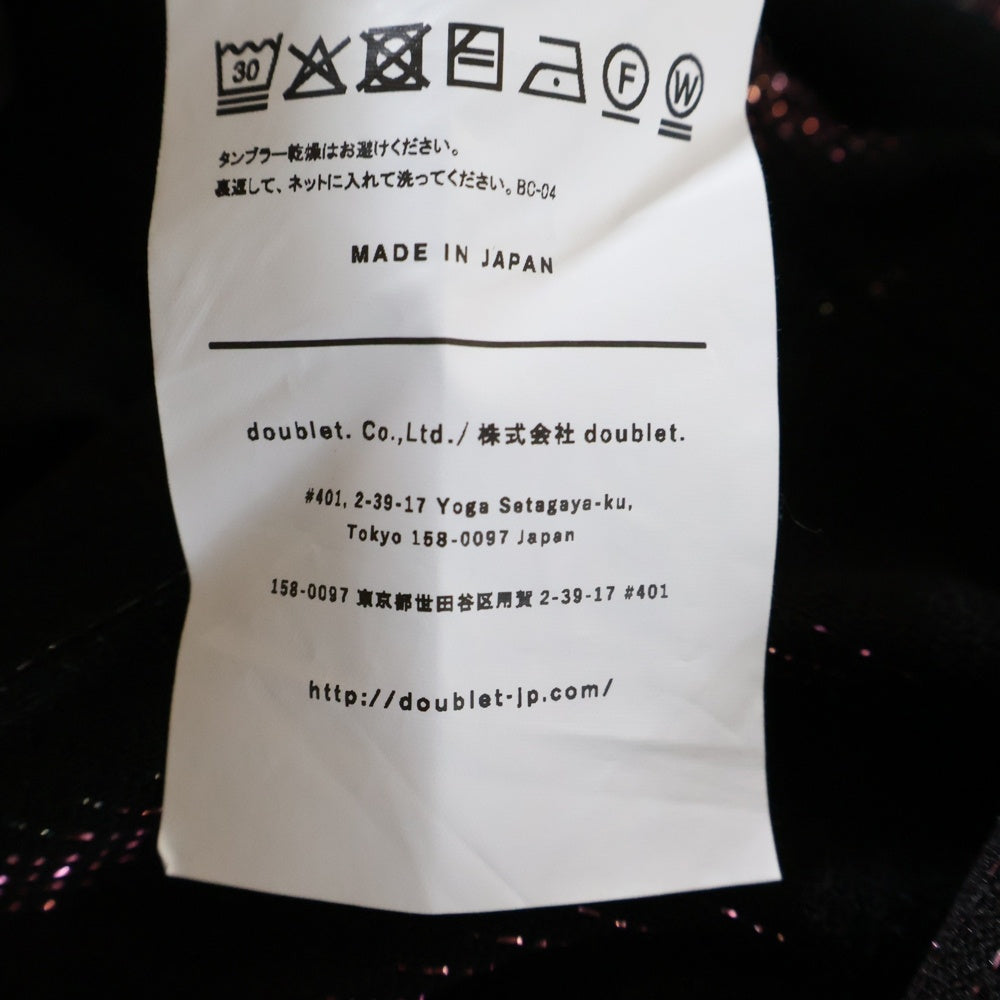 30 F W
タンブラー乾燥はお避けください。
裏返して、ネットに入れて洗ってください。BC-04
MADE IN JAPAN
doublet. Co.,Ltd./ 株式会社 doublet.
#401, 2-39-17 Yoga Setagaya-ku,
Tokyo 158-0097 Japan
158-0097 東京都世田谷区用賀 2-39-17 #401
http://doublet-jp.com/